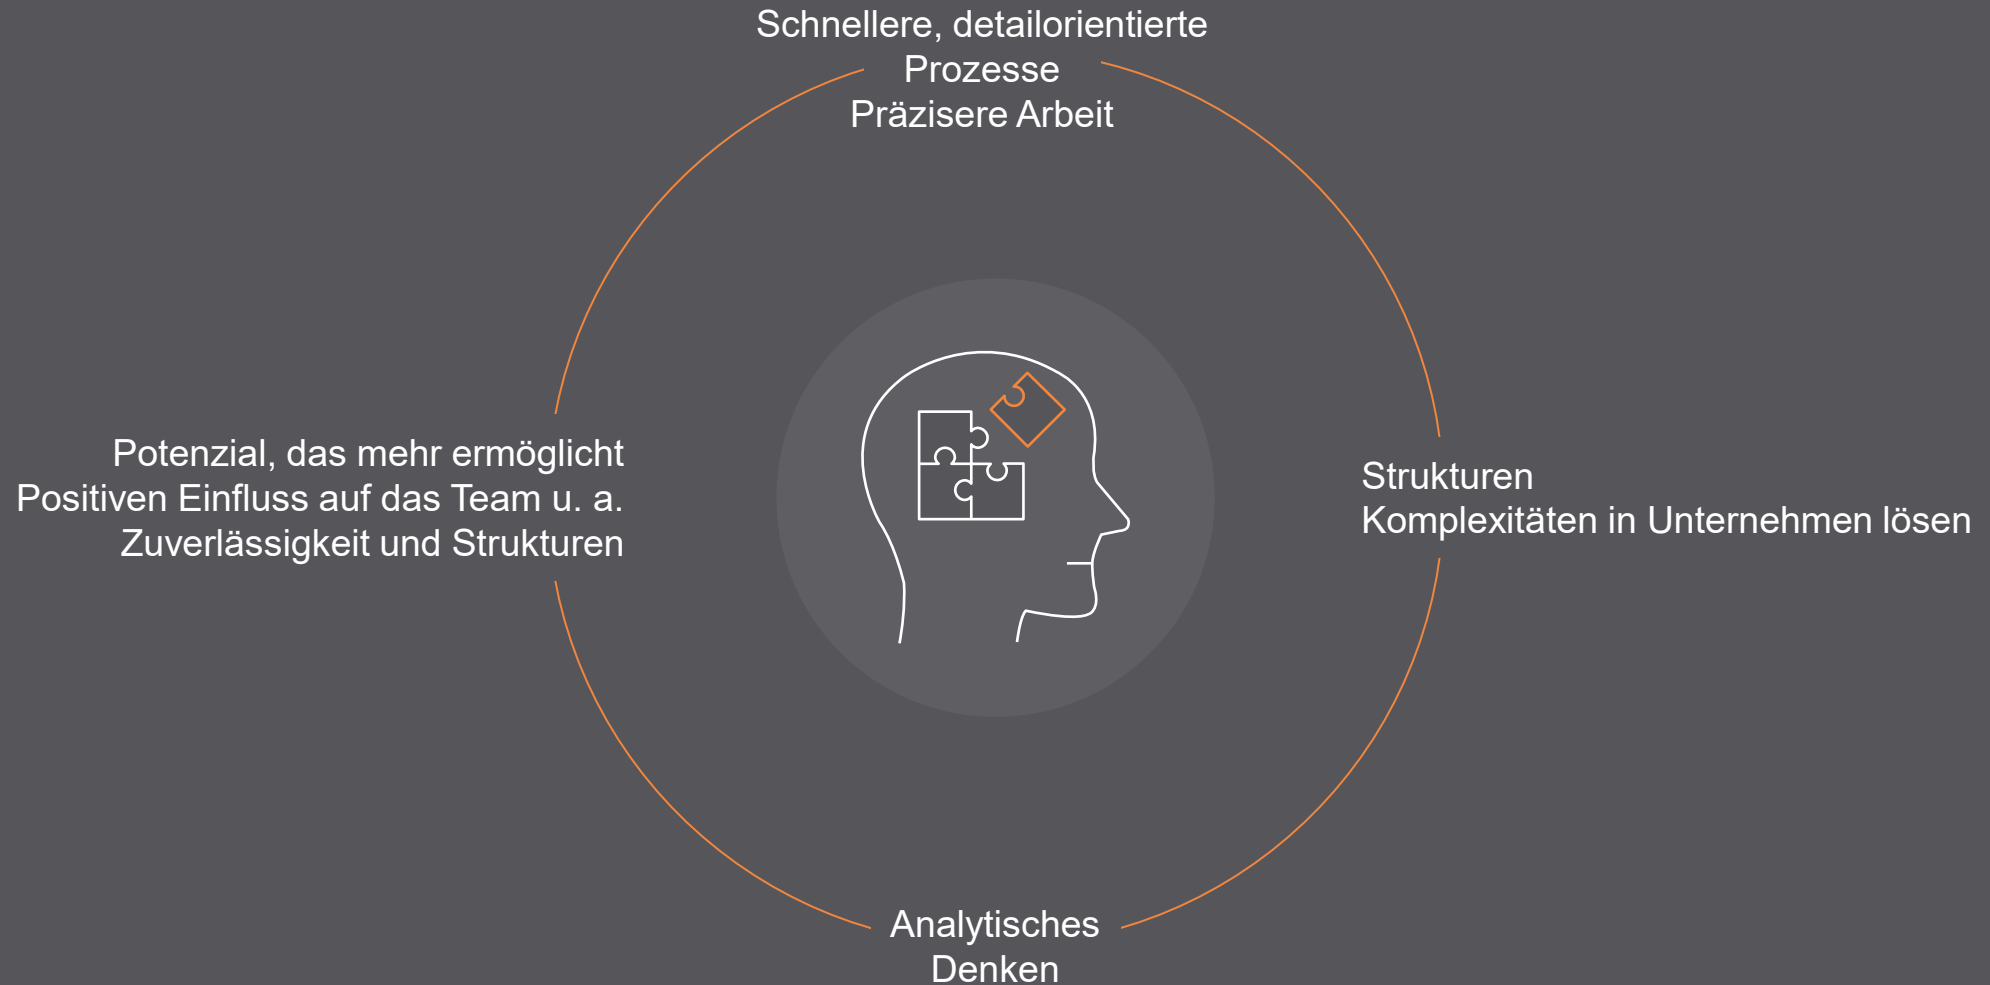 Schnellere, detailorientierte
Prozesse
Präzisere Arbeit
Potenzial, das mehr ermöglicht
Positiven Einfluss auf das Team u. a.
Zuverlässigkeit und Strukturen
Strukturen
Komplexitäten in Unternehmen lösen
Analytisches
Denken